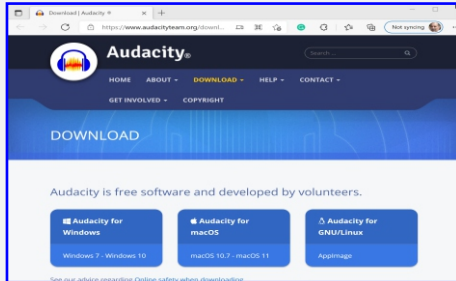 Download | Audacity ®
https://www.audacityteam.org/downl...
Not syncing
Audacity®
Search ...
HOME ABOUT DOWNLOAD HELP CONTACT
GET INVOLVED COPYRIGHT
DOWNLOAD
Audacity is free software and developed by volunteers.
Audacity for Windows
Windows 7 - Windows 10
Audacity for macOS
macOS 10.7 - macOS 11
Audacity for GNU/Linux
AppImage
See our advice regarding Online safety when downloading